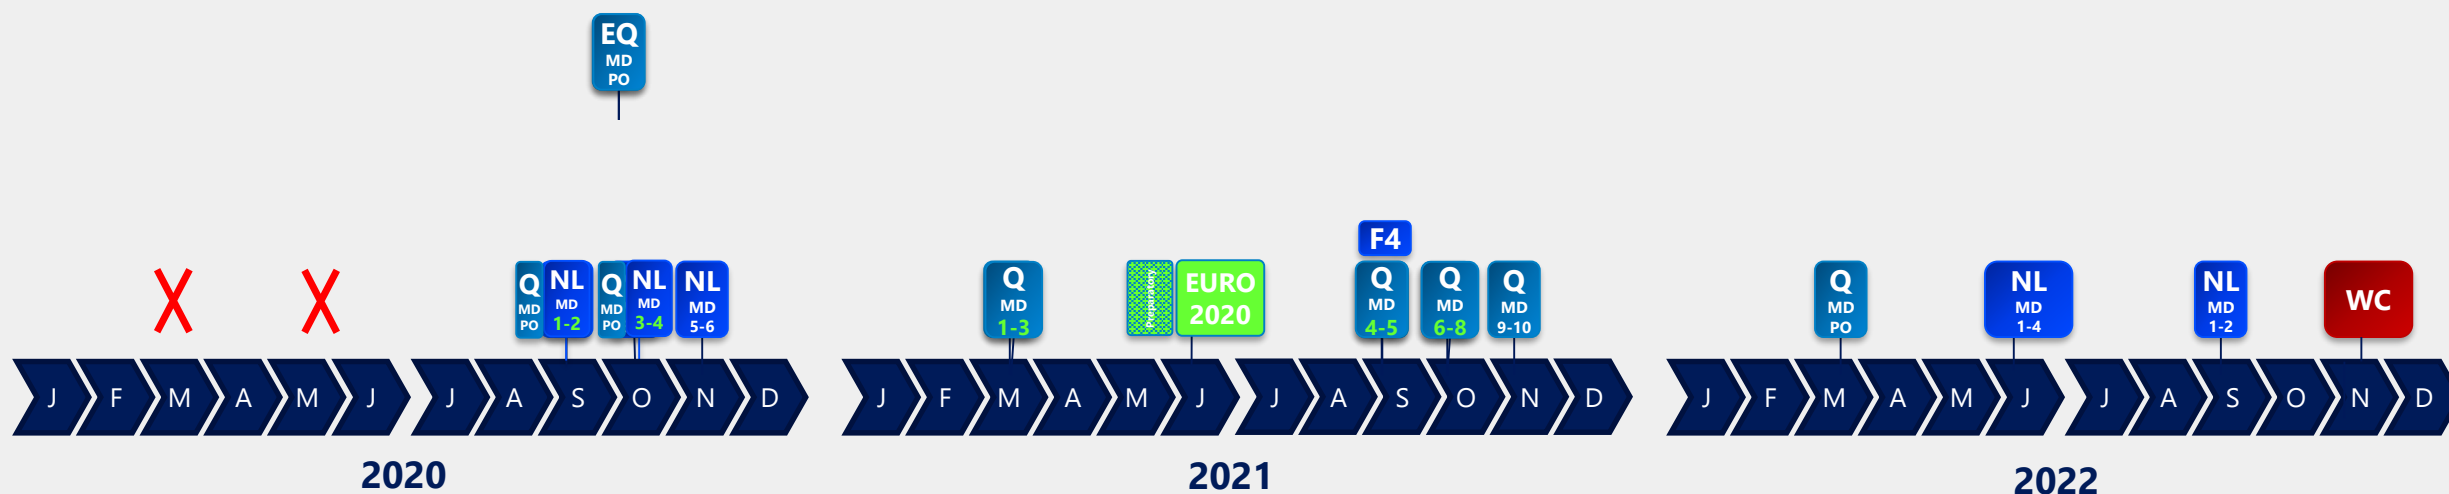 EQ
MD
PO
F4
Q
MD
PO
NL
MD
1-2
Q
MD
PO
NL
MD
3-4
NL
MD
5-6
Q
MD
1-3
Preparatory
EURO
2020
Q
MD
4-5
Q
MD
6-8
Q
MD
9-10
Q
MD
PO
NL
MD
1-4
NL
MD
1-2
WC
J F M A M J J A S O N D
J F M A M J J A S O N D
J F M A M J J A S O N D
2020
2021
2022